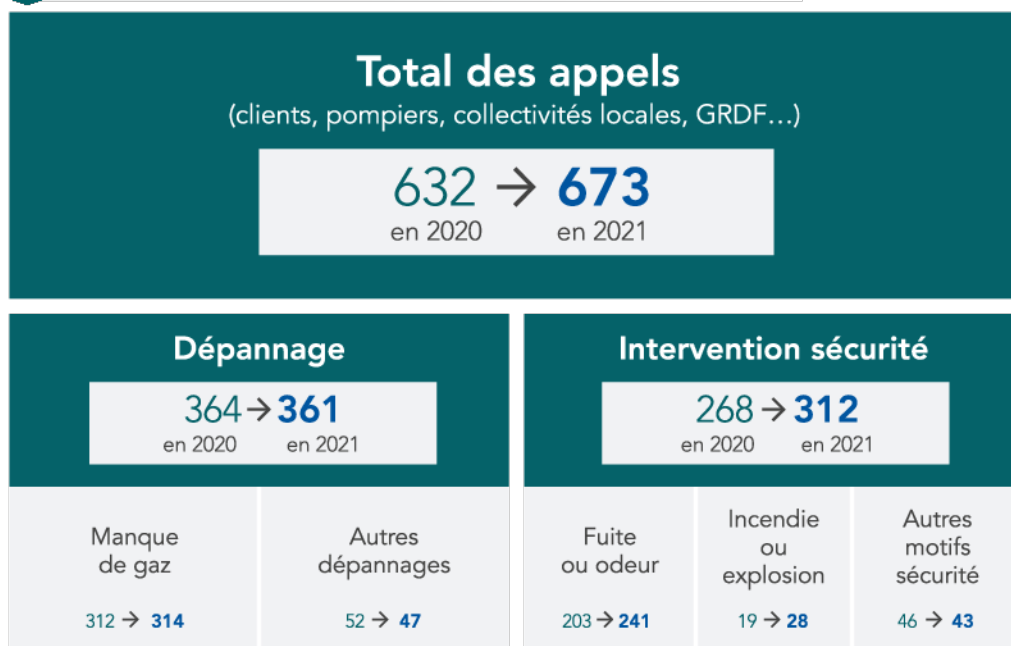 Total des appels
(clients, pompiers, collectivités locales, GRDF…)
632 → 673
en 2020 en 2021
Dépannage
364 → 361
en 2020 en 2021
Manque
de gaz
312 → 314
Autres
dépannages
52 → 47
Intervention sécurité
268 → 312
en 2020 en 2021
Fuite
ou odeur
203 → 241
Incendie
ou
explosion
19 → 28
Autres
motifs
sécurité
46 → 43